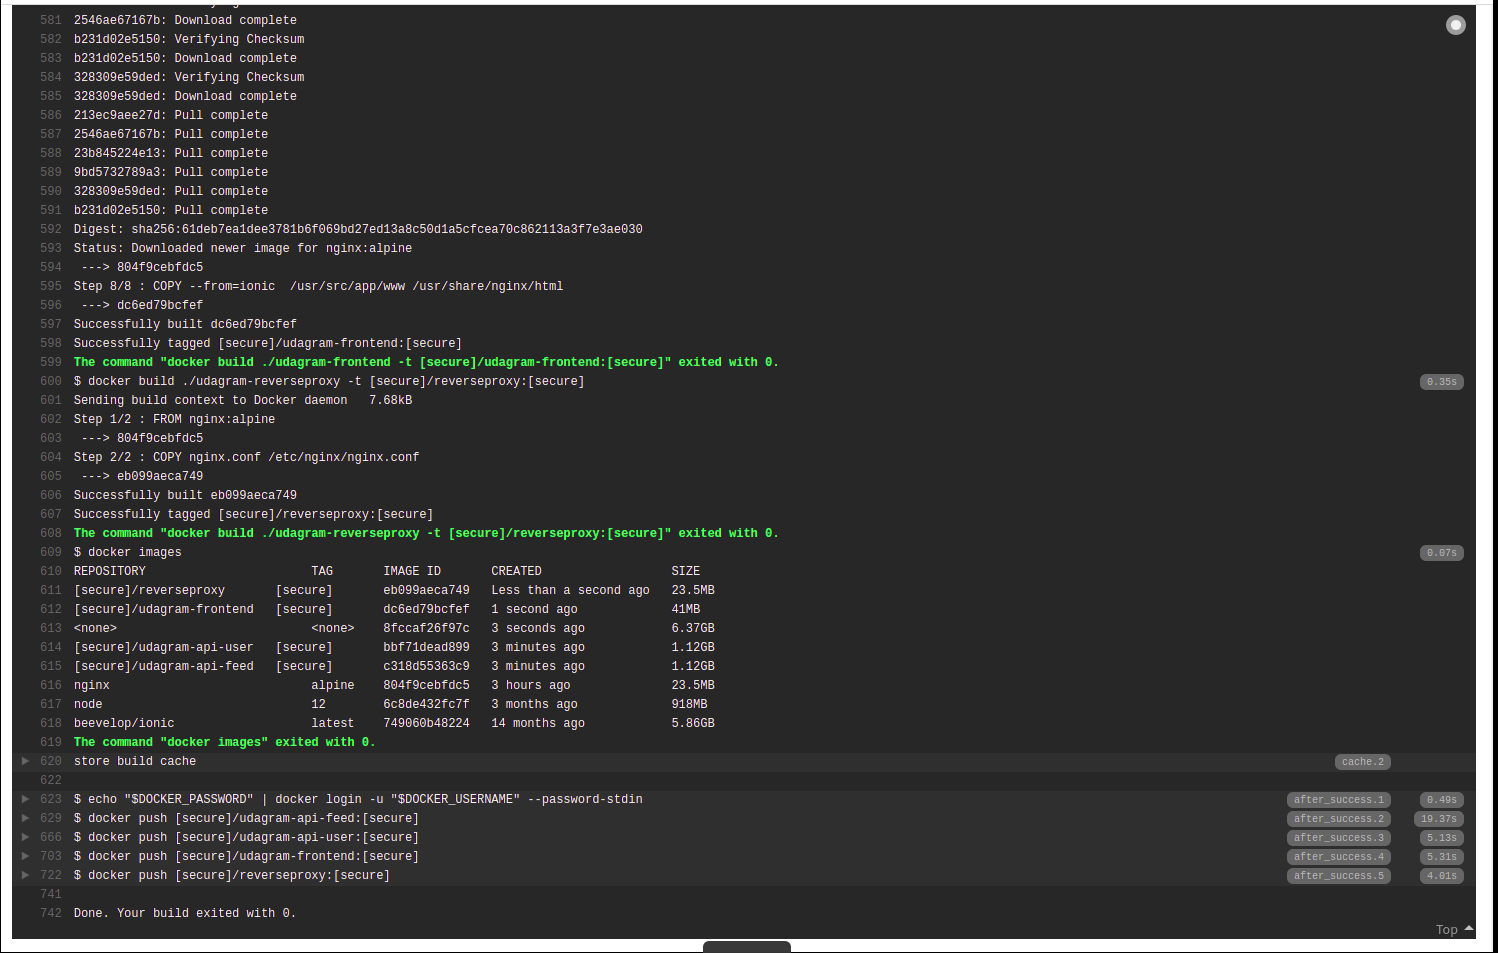 581 2546ae67167b: Download complete
582 b231d02e5150: Verifying Checksum
583 b231d02e5150: Download complete
584 328309e59ded: Verifying Checksum
585 328309e59ded: Download complete
586 213ec9aee27d: Pull complete
587 2546ae67167b: Pull complete
588 23b845224e13: Pull complete
589 9bd5732789a3: Pull complete
590 328309e59ded: Pull complete
591 b231d02e5150: Pull complete
592 Digest: sha256:61deb7ea1dee3781b6f069bd27ed13a8c50d1a5cfcea70c862113a3f7e3ae030
593 Status: Downloaded newer image for nginx:alpine
594  ---> 804f9cebfdc5
595 Step 8/8 : COPY --from=ionic  /usr/src/app/www /usr/share/nginx/html
596  ---> dc6ed79bcfef
597 Successfully built dc6ed79bcfef
598 Successfully tagged [secure]/udagram-frontend:[secure]
599 The command "docker build ./udagram-frontend -t [secure]/udagram-frontend:[secure]" exited with 0.
600 $ docker build ./udagram-reverseproxy -t [secure]/reverseproxy:[secure] 0.35s
601 Sending build context to Docker daemon   7.68kB
602 Step 1/2 : FROM nginx:alpine
603  ---> 804f9cebfdc5
604 Step 2/2 : COPY nginx.conf /etc/nginx/nginx.conf
605  ---> eb099aeca749
606 Successfully built eb099aeca749
607 Successfully tagged [secure]/reverseproxy:[secure]
608 The command "docker build ./udagram-reverseproxy -t [secure]/reverseproxy:[secure]" exited with 0.
609 $ docker images 0.07s
610 REPOSITORY TAG IMAGE ID CREATED SIZE
611 [secure]/reverseproxy [secure] eb099aeca749 Less than a second ago 23.5MB
612 [secure]/udagram-frontend [secure] dc6ed79bcfef 1 second ago 41MB
613 <none> <none> 8fccaf26f97c 3 seconds ago 6.37GB
614 [secure]/udagram-api-user [secure] bbf71dead899 3 minutes ago 1.12GB
615 [secure]/udagram-api-feed [secure] c318d55363c9 3 minutes ago 1.12GB
616 nginx alpine 804f9cebfdc5 3 hours ago 23.5MB
617 node 12 6c8de432fc7f 3 months ago 918MB
618 beevelop/ionic latest 749060b48224 14 months ago 5.86GB
619 The command "docker images" exited with 0.
620 store build cache cache.2
622
623 $ echo "$DOCKER_PASSWORD" | docker login -u "$DOCKER_USERNAME" --password-stdin after_success.1 0.49s
629 $ docker push [secure]/udagram-api-feed:[secure] after_success.2 19.37s
666 $ docker push [secure]/udagram-api-user:[secure] after_success.3 5.13s
703 $ docker push [secure]/udagram-frontend:[secure] after_success.4 5.31s
722 $ docker push [secure]/reverseproxy:[secure] after_success.5 4.01s
741
742 Done. Your build exited with 0.
Top